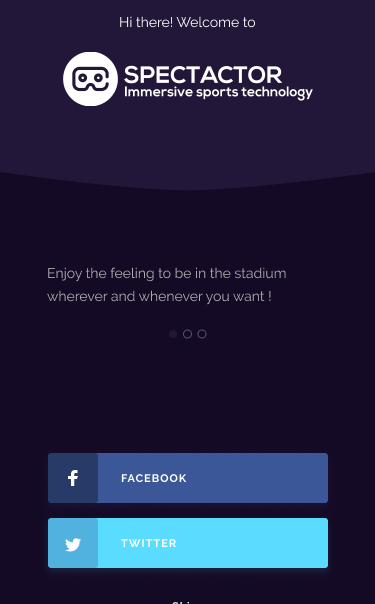 Hi there! Welcome to
SPECTACTOR
Immersive sports technology
Enjoy the feeling to be in the stadium
wherever and whenever you want !
FACEBOOK
TWITTER